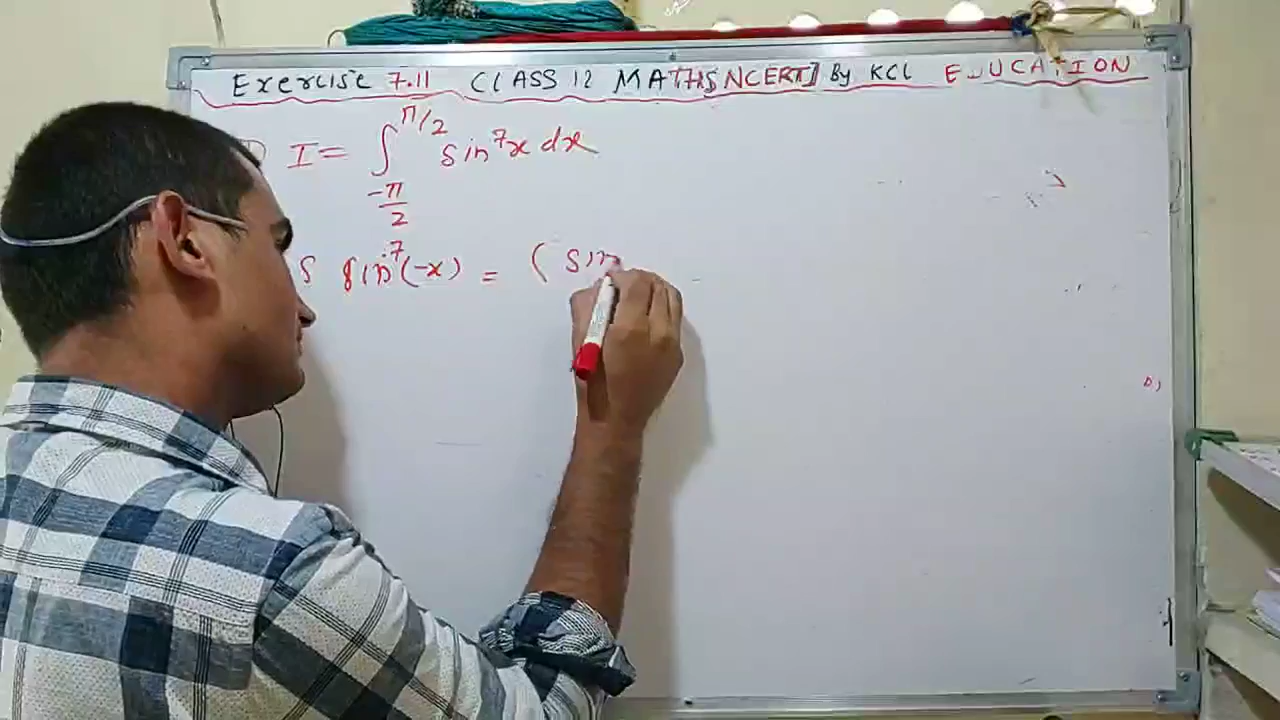 Exercise 7.11 CLASS 12 MATHS NCERT] By KCL EDUCATION
I = ∫
π/2
sin⁷x dx
-π/2
S sin⁷(-x) = ( sin